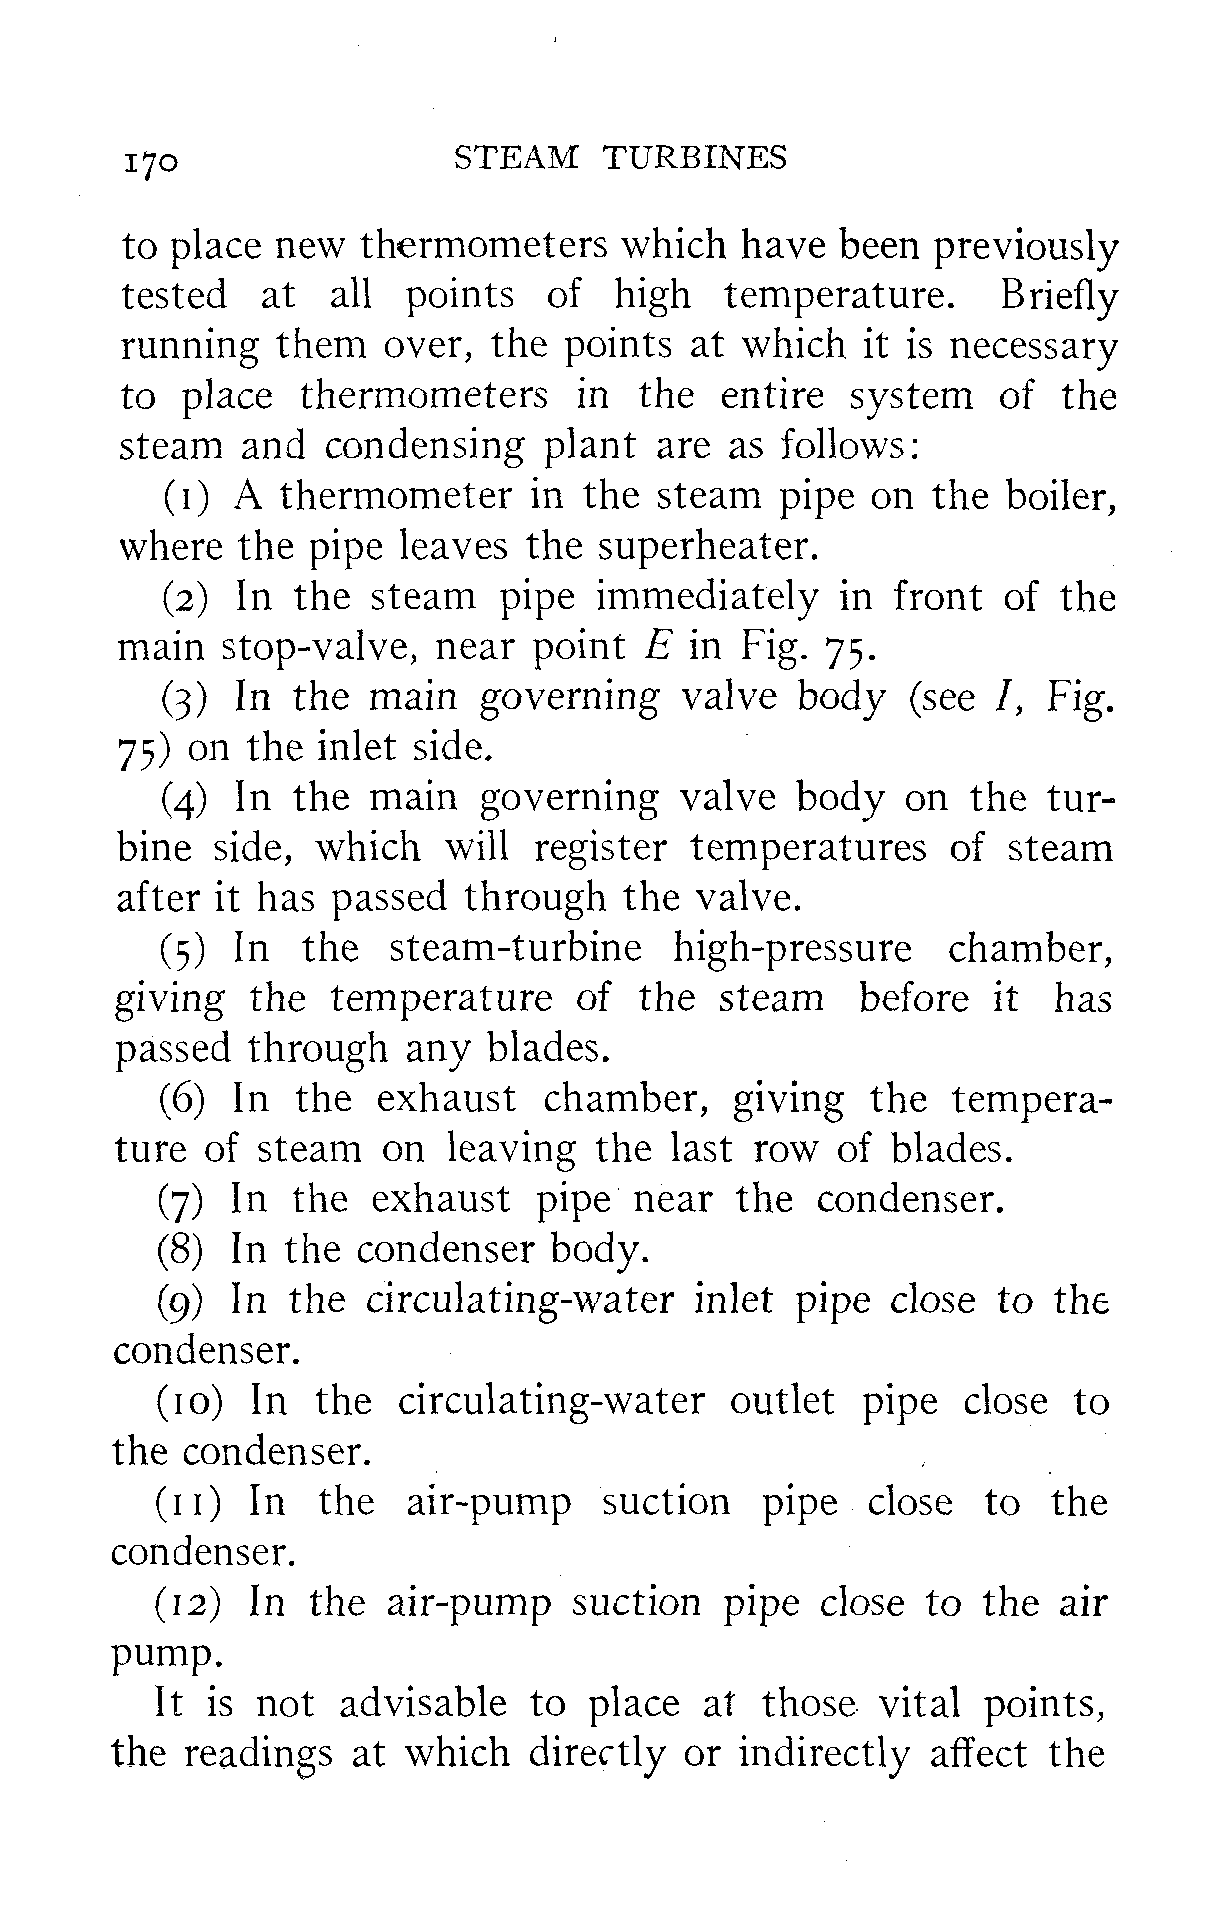 170 STEAM TURBINES
to place new thermometers which have been previously
tested at all points of high temperature. Briefly
running them over, the points at which it is necessary
to place thermometers in the entire system of the
steam and condensing plant are as follows:
(1) A thermometer in the steam pipe on the boiler,
where the pipe leaves the superheater.
(2) In the steam pipe immediately in front of the
main stop-valve, near point E in Fig. 75.
(3) In the main governing valve body (see I, Fig.
75) on the inlet side.
(4) In the main governing valve body on the tur-
bine side, which will register temperatures of steam
after it has passed through the valve.
(5) In the steam-turbine high-pressure chamber,
giving the temperature of the steam before it has
passed through any blades.
(6) In the exhaust chamber, giving the tempera-
ture of steam on leaving the last row of blades.
(7) In the exhaust pipe near the condenser.
(8) In the condenser body.
(9) In the circulating-water inlet pipe close to the
condenser.
(10) In the circulating-water outlet pipe close to
the condenser.
(11) In the air-pump suction pipe close to the
condenser.
(12) In the air-pump suction pipe close to the air
pump.
It is not advisable to place at those vital points,
the readings at which directly or indirectly affect the